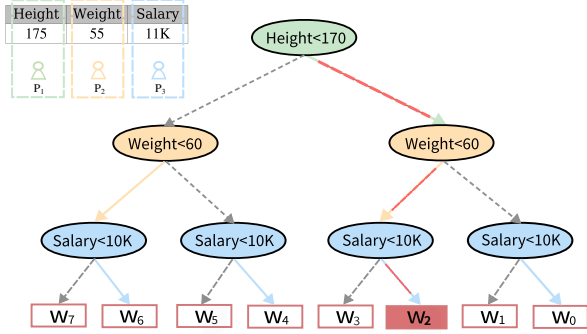 Height Weight Salary
175 55 11K
P1 P2 P3
Height<170
Weight<60 Weight<60
Salary<10K Salary<10K Salary<10K Salary<10K
W7 W6 W5 W4 W3 W2 W1 W0